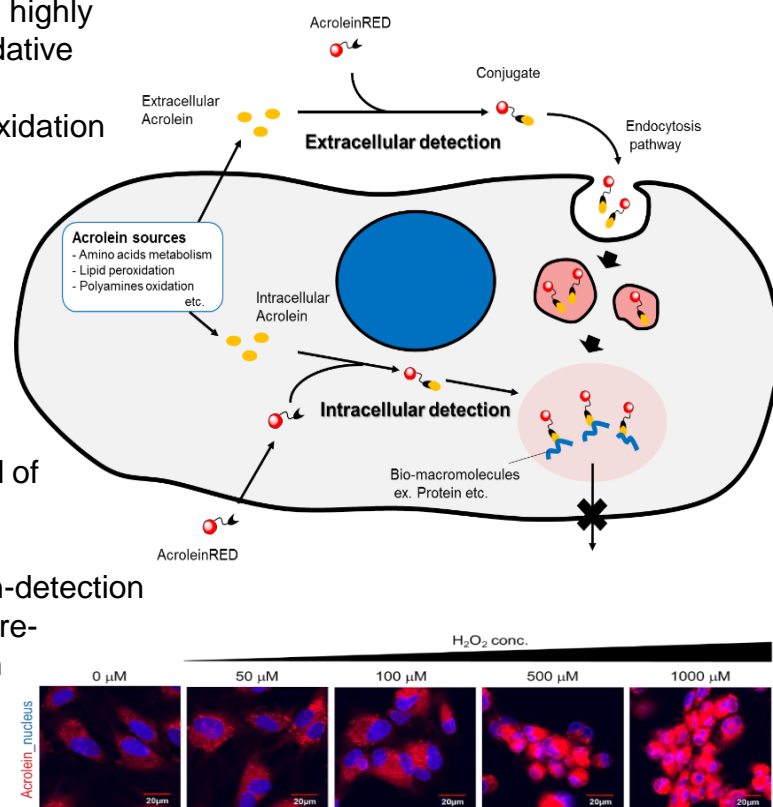 highly
dative
xidation
AcroleinRED
Conjugate
Extracellular
Acrolein
Extracellular detection
Endocytosis
pathway
Acrolein sources
- Amino acids metabolism
- Lipid peroxidation
- Polyamines oxidation
etc.
Intracellular
Acrolein
Intracellular detection
Bio-macromolecules
ex. Protein etc.
AcroleinRED
l of
n-detection
re-
H₂O₂ conc.
0 μM 50 μM 100 μM 500 μM 1000 μM
Acrolein_nucleus
20μm 20μm 20μm 20μm 20μm